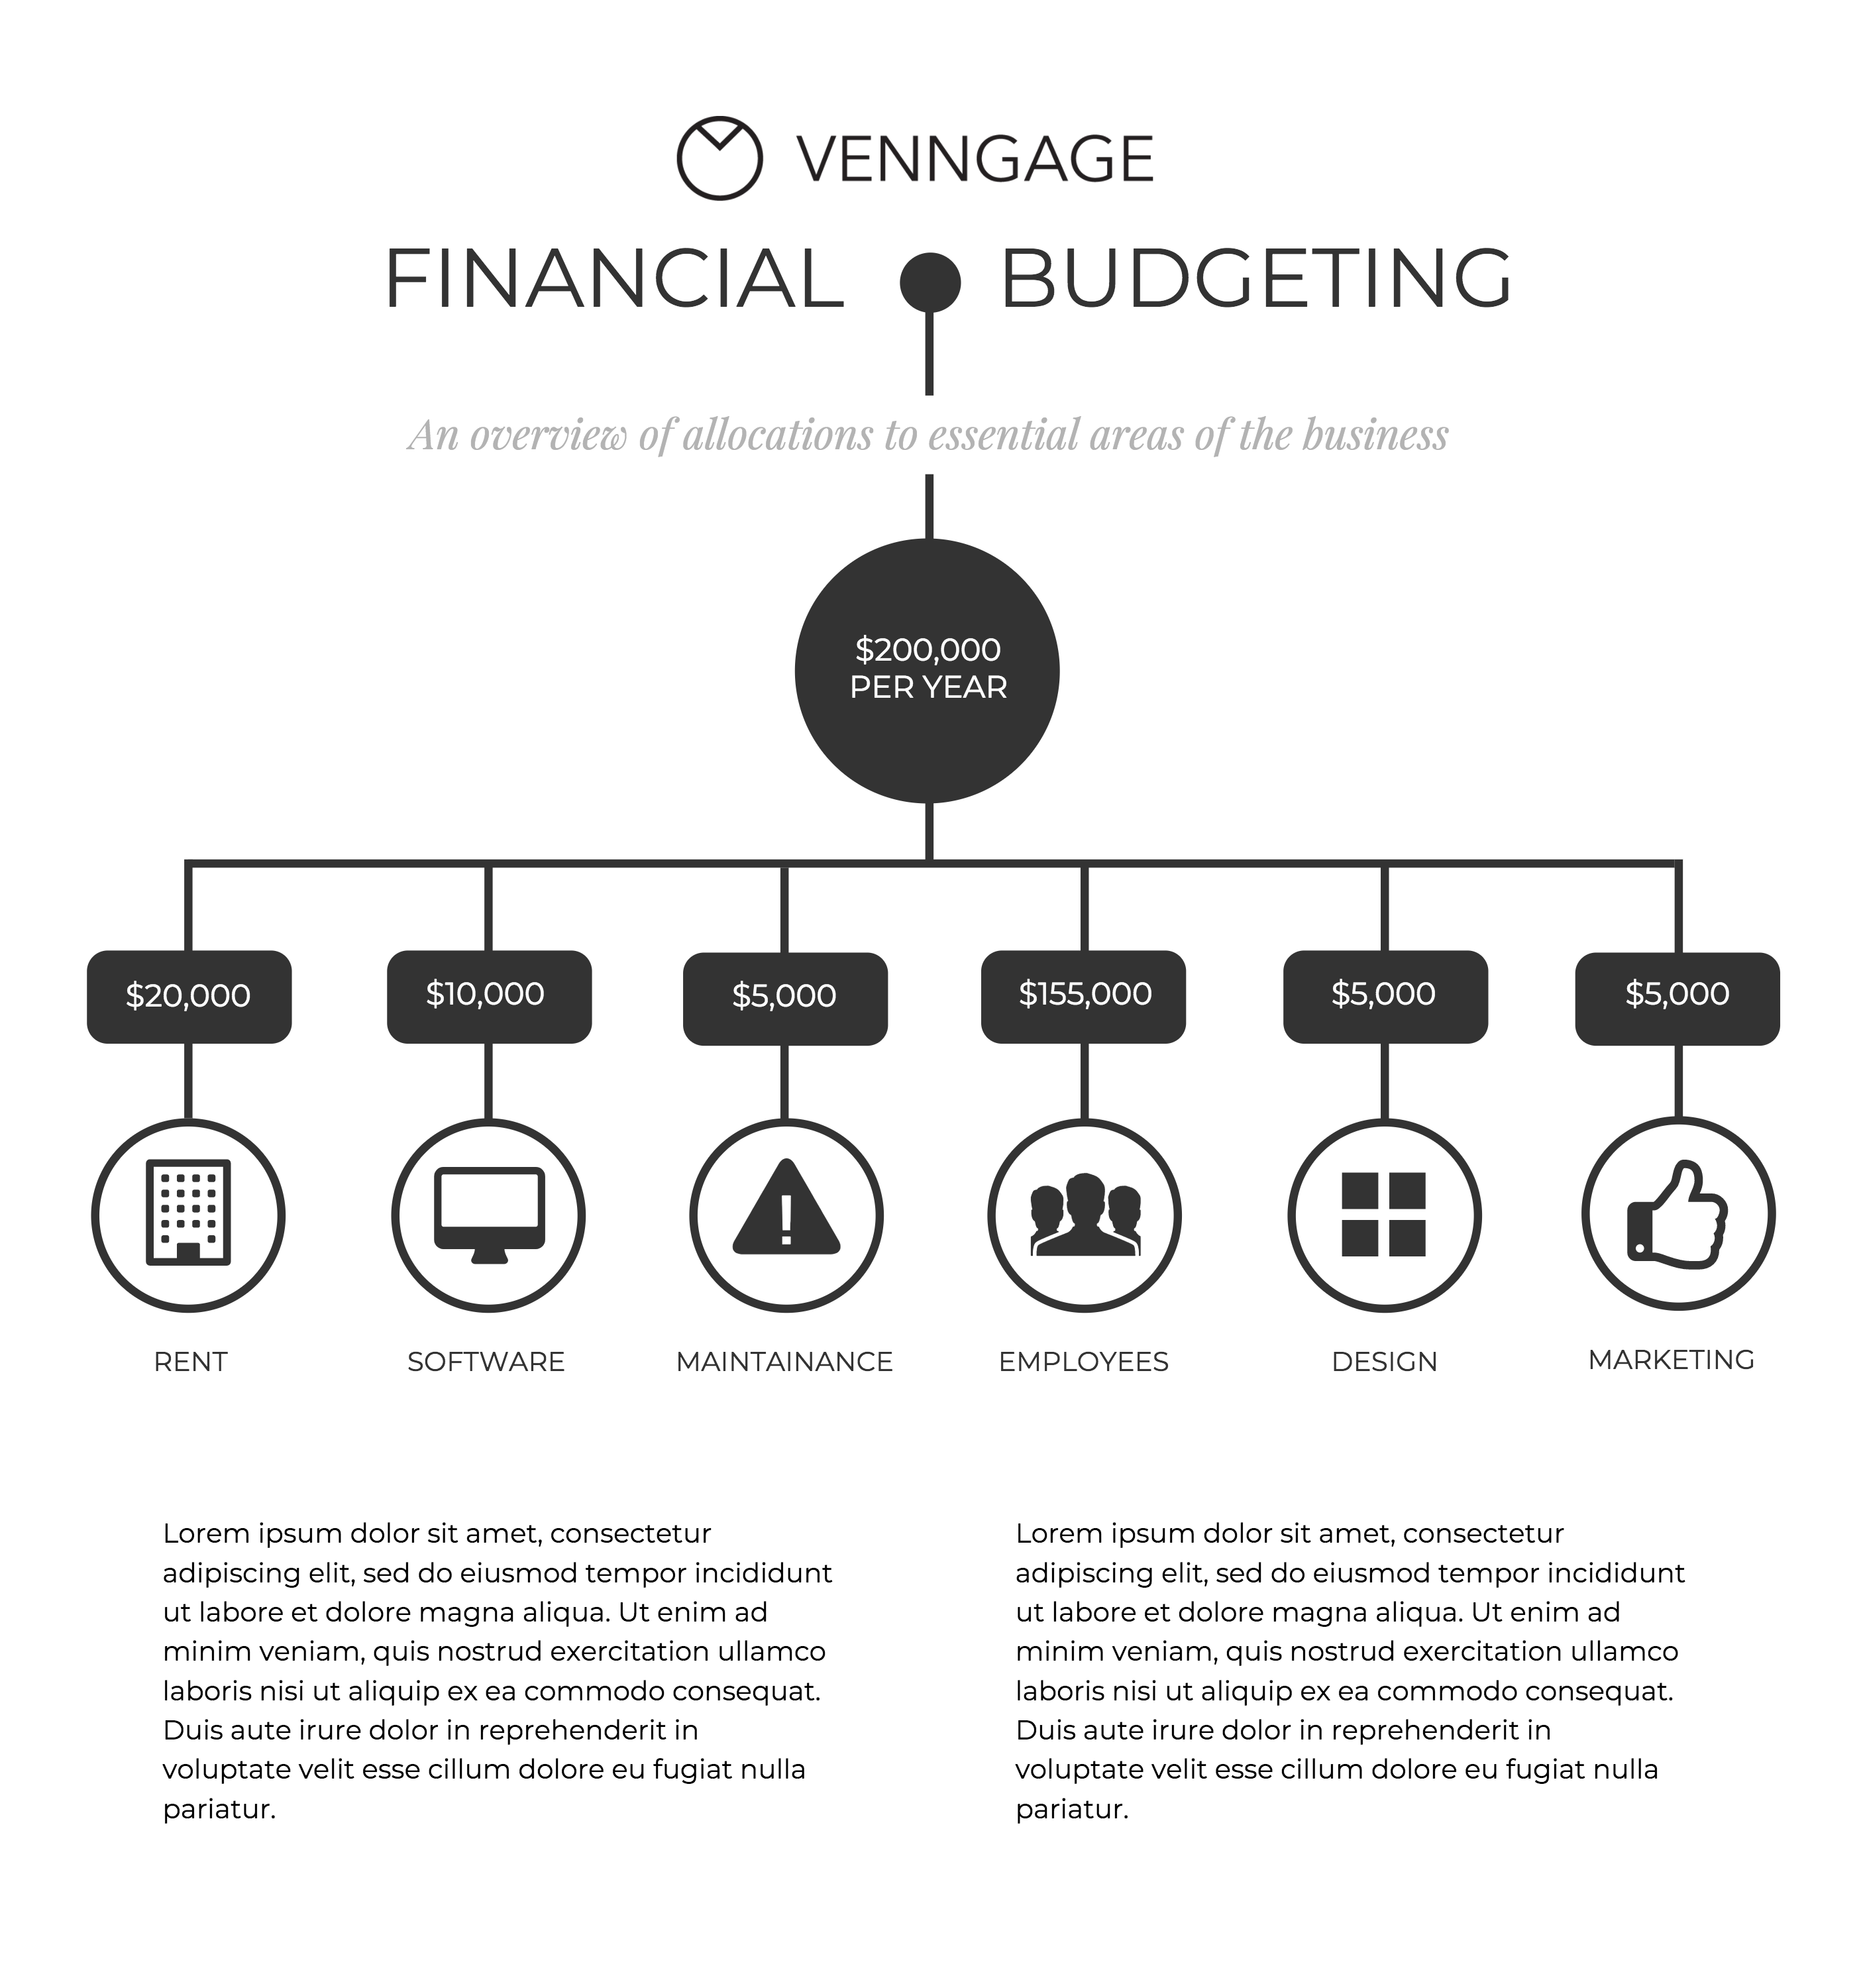 VENNGAGE
FINANCIAL BUDGETING
An overview of allocations to essential areas of the business
$200,000
PER YEAR
$20,000 $10,000 $5,000 $155,000 $5,000 $5,000
RENT SOFTWARE MAINTAINANCE EMPLOYEES DESIGN MARKETING
Lorem ipsum dolor sit amet, consectetur
adipiscing elit, sed do eiusmod tempor incididunt
ut labore et dolore magna aliqua. Ut enim ad
minim veniam, quis nostrud exercitation ullamco
laboris nisi ut aliquip ex ea commodo consequat.
Duis aute irure dolor in reprehenderit in
voluptate velit esse cillum dolore eu fugiat nulla
pariatur.
Lorem ipsum dolor sit amet, consectetur
adipiscing elit, sed do eiusmod tempor incididunt
ut labore et dolore magna aliqua. Ut enim ad
minim veniam, quis nostrud exercitation ullamco
laboris nisi ut aliquip ex ea commodo consequat.
Duis aute irure dolor in reprehenderit in
voluptate velit esse cillum dolore eu fugiat nulla
pariatur.